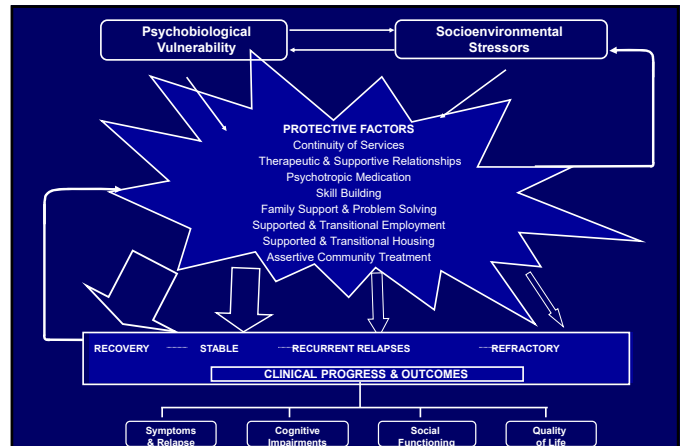 Psychobiological
Vulnerability
Socioenvironmental
Stressors
PROTECTIVE FACTORS
Continuity of Services
Therapeutic & Supportive Relationships
Psychotropic Medication
Skill Building
Family Support & Problem Solving
Supported & Transitional Employment
Supported & Transitional Housing
Assertive Community Treatment
RECOVERY STABLE RECURRENT RELAPSES REFRACTORY
CLINICAL PROGRESS & OUTCOMES
Symptoms
& Relapse
Cognitive
Impairments
Social
Functioning
Quality
of Life